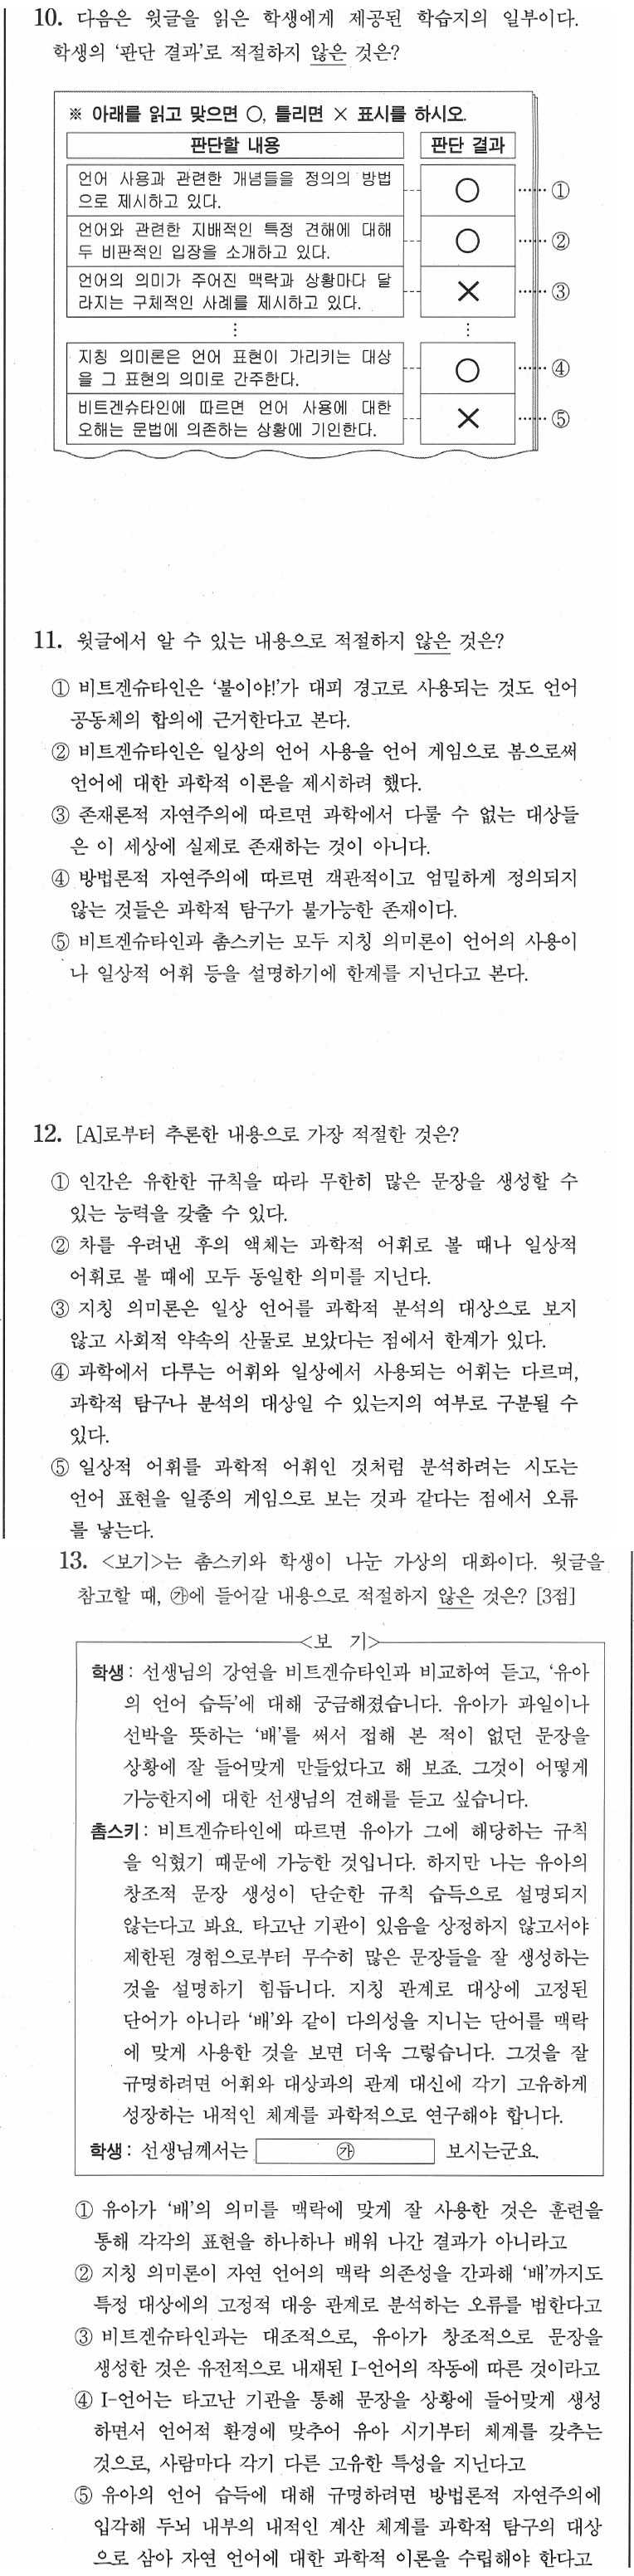 10. 다음은 윗글을 읽은 학생에게 제공된 학습지의 일부이다.
학생의 '판단 결과'로 적절하지 않은 것은?
※ 아래를 읽고 맞으면 ○, 틀리면 × 표시를 하시오.
판단할 내용 판단 결과
언어 사용과 관련한 개념들을 정의의 방법
으로 제시하고 있다. ○ …… ①
언어와 관련한 지배적인 특정 견해에 대해
두 비판적인 입장을 소개하고 있다. ○ …… ②
언어의 의미가 주어진 맥락과 상황마다 달
라지는 구체적인 사례를 제시하고 있다. × …… ③
⋮ ⋮
지칭 의미론은 언어 표현이 가리키는 대상
을 그 표현의 의미로 간주한다. ○ …… ④
비트겐슈타인에 따르면 언어 사용에 대한
오해는 문법에 의존하는 상황에 기인한다. × …… ⑤
11. 윗글에서 알 수 있는 내용으로 적절하지 않은 것은?
① 비트겐슈타인은 '불이야!'가 대피 경고로 사용되는 것도 언어
공동체의 합의에 근거한다고 본다.
② 비트겐슈타인은 일상의 언어 사용을 언어 게임으로 봄으로써
언어에 대한 과학적 이론을 제시하려 했다.
③ 존재론적 자연주의에 따르면 과학에서 다룰 수 없는 대상들
은 이 세상에 실제로 존재하는 것이 아니다.
④ 방법론적 자연주의에 따르면 객관적이고 엄밀하게 정의되지
않는 것들은 과학적 탐구가 불가능한 존재이다.
⑤ 비트겐슈타인과 촘스키는 모두 지칭 의미론이 언어의 사용이
나 일상적 어휘 등을 설명하기에 한계를 지닌다고 본다.
12. [A]로부터 추론한 내용으로 가장 적절한 것은?
① 인간은 유한한 규칙을 따라 무한히 많은 문장을 생성할 수
있는 능력을 갖출 수 있다.
② 차를 우려낸 후의 액체는 과학적 어휘로 볼 때나 일상적
어휘로 볼 때에 모두 동일한 의미를 지닌다.
③ 지칭 의미론은 일상 언어를 과학적 분석의 대상으로 보지
않고 사회적 약속의 산물로 보았다는 점에서 한계가 있다.
④ 과학에서 다루는 어휘와 일상에서 사용되는 어휘는 다르며,
과학적 탐구나 분석의 대상일 수 있는지의 여부로 구분될 수
있다.
⑤ 일상적 어휘를 과학적 어휘인 것처럼 분석하려는 시도는
언어 표현을 일종의 게임으로 보는 것과 같다는 점에서 오류
를 낳는다.
13. <보기>는 촘스키와 학생이 나눈 가상의 대화이다. 윗글을
참고할 때, ㉮에 들어갈 내용으로 적절하지 않은 것은? [3점]
<보 기>
학생: 선생님의 강연을 비트겐슈타인과 비교하여 듣고, '유아
의 언어 습득'에 대해 궁금해졌습니다. 유아가 과일이나
선박을 뜻하는 '배'를 써서 접해 본 적이 없던 문장을
상황에 잘 들어맞게 만들었다고 해 보죠. 그것이 어떻게
가능한지에 대한 선생님의 견해를 듣고 싶습니다.
촘스키: 비트겐슈타인에 따르면 유아가 그에 해당하는 규칙
을 익혔기 때문에 가능한 것입니다. 하지만 나는 유아의
창조적 문장 생성이 단순한 규칙 습득으로 설명되지
않는다고 봐요. 타고난 기관이 있음을 상정하지 않고서야
제한된 경험으로부터 무수히 많은 문장들을 잘 생성하는
것을 설명하기 힘듭니다. 지칭 관계로 대상에 고정된
단어가 아니라 '배'와 같이 다의성을 지니는 단어를 맥락
에 맞게 사용한 것을 보면 더욱 그렇습니다. 그것을 잘
규명하려면 어휘와 대상과의 관계 대신에 각기 고유하게
성장하는 내적인 체계를 과학적으로 연구해야 합니다.
학생: 선생님께서는 ㉮ 보시는군요.
① 유아가 '배'의 의미를 맥락에 맞게 잘 사용한 것은 훈련을
통해 각각의 표현을 하나하나 배워 나간 결과가 아니라고
② 지칭 의미론이 자연 언어의 맥락 의존성을 간과해 '배'까지도
특정 대상에의 고정적 대응 관계로 분석하는 오류를 범한다고
③ 비트겐슈타인과는 대조적으로, 유아가 창조적으로 문장을
생성한 것은 유전적으로 내재된 I-언어의 작동에 따른 것이라고
④ I-언어는 타고난 기관을 통해 문장을 상황에 들어맞게 생성
하면서 언어적 환경에 맞추어 유아 시기부터 체계를 갖추는
것으로, 사람마다 각기 다른 고유한 특성을 지닌다고
⑤ 유아의 언어 습득에 대해 규명하려면 방법론적 자연주의에
입각해 두뇌 내부의 내적인 계산 체계를 과학적 탐구의 대상
으로 삼아 자연 언어에 대한 과학적 이론을 수립해야 한다고